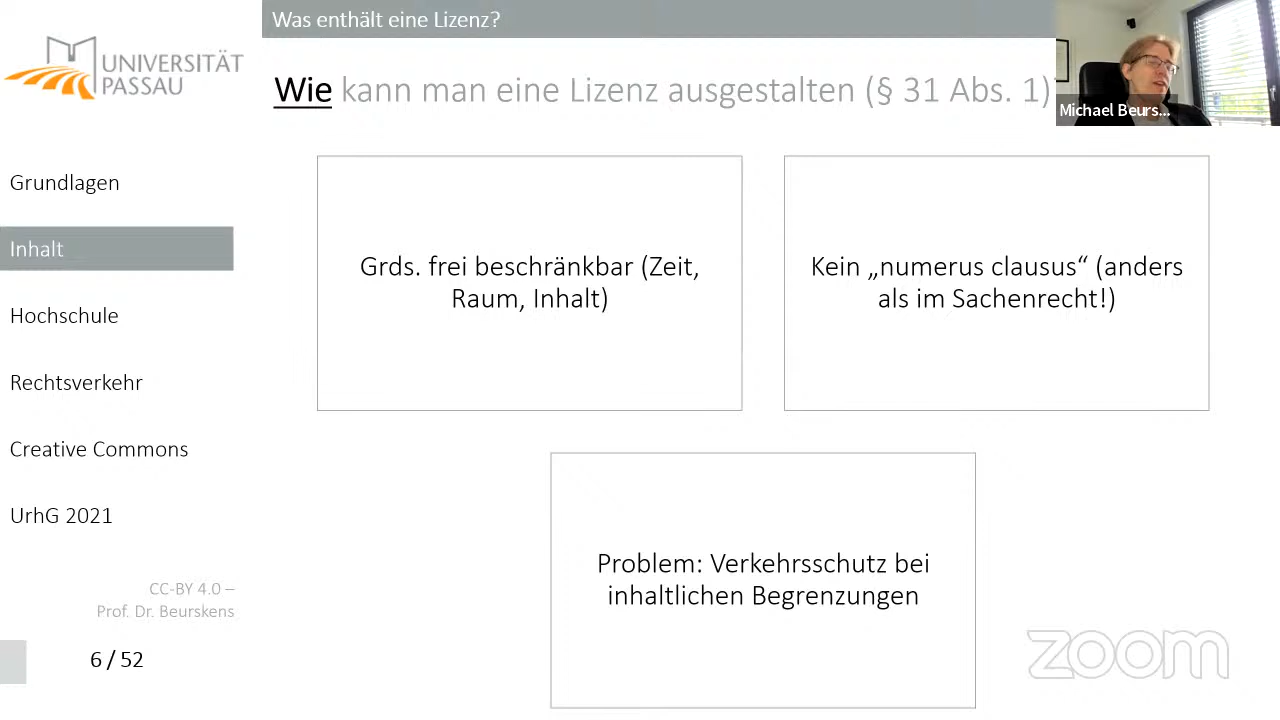 Was enthält eine Lizenz?
UNIVERSITÄT
PASSAU
Wie kann man eine Lizenz ausgestalten (§ 31 Abs. 1)
Michael Beurs...
Grundlagen
Inhalt
Hochschule
Rechtsverkehr
Creative Commons
UrhG 2021
Grds. frei beschränkbar (Zeit,
Raum, Inhalt)
Kein „numerus clausus“ (anders
als im Sachenrecht!)
Problem: Verkehrsschutz bei
inhaltlichen Begrenzungen
CC-BY 4.0 –
Prof. Dr. Beurskens
6 / 52
zoom